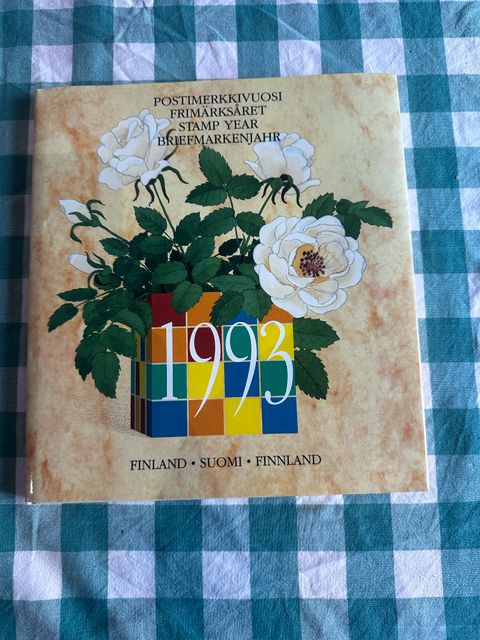 POSTIMERKKIVUOSI
FRIMÄRKSÅRET
STAMP YEAR
BRIEFMARKENJAHR
1993
FINLAND • SUOMI • FINNLAND